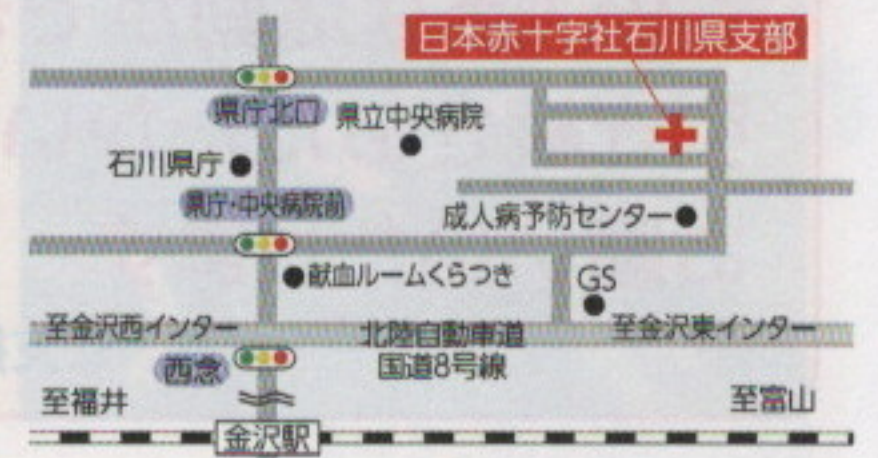 日本赤十字社石川県支部
県庁北口
県立中央病院
石川県庁
県庁・中央病院前
成人病予防センター
献血ルームくらつき
GS
至金沢西インター
北陸自動車道
至金沢東インター
国道8号線
西念
至福井
至富山
金沢駅